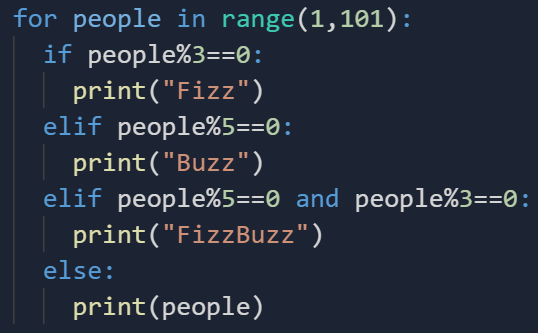 for people in range(1,101):
  if people%3==0:
    print("Fizz")
  elif people%5==0:
    print("Buzz")
  elif people%5==0 and people%3==0:
    print("FizzBuzz")
  else:
    print(people)